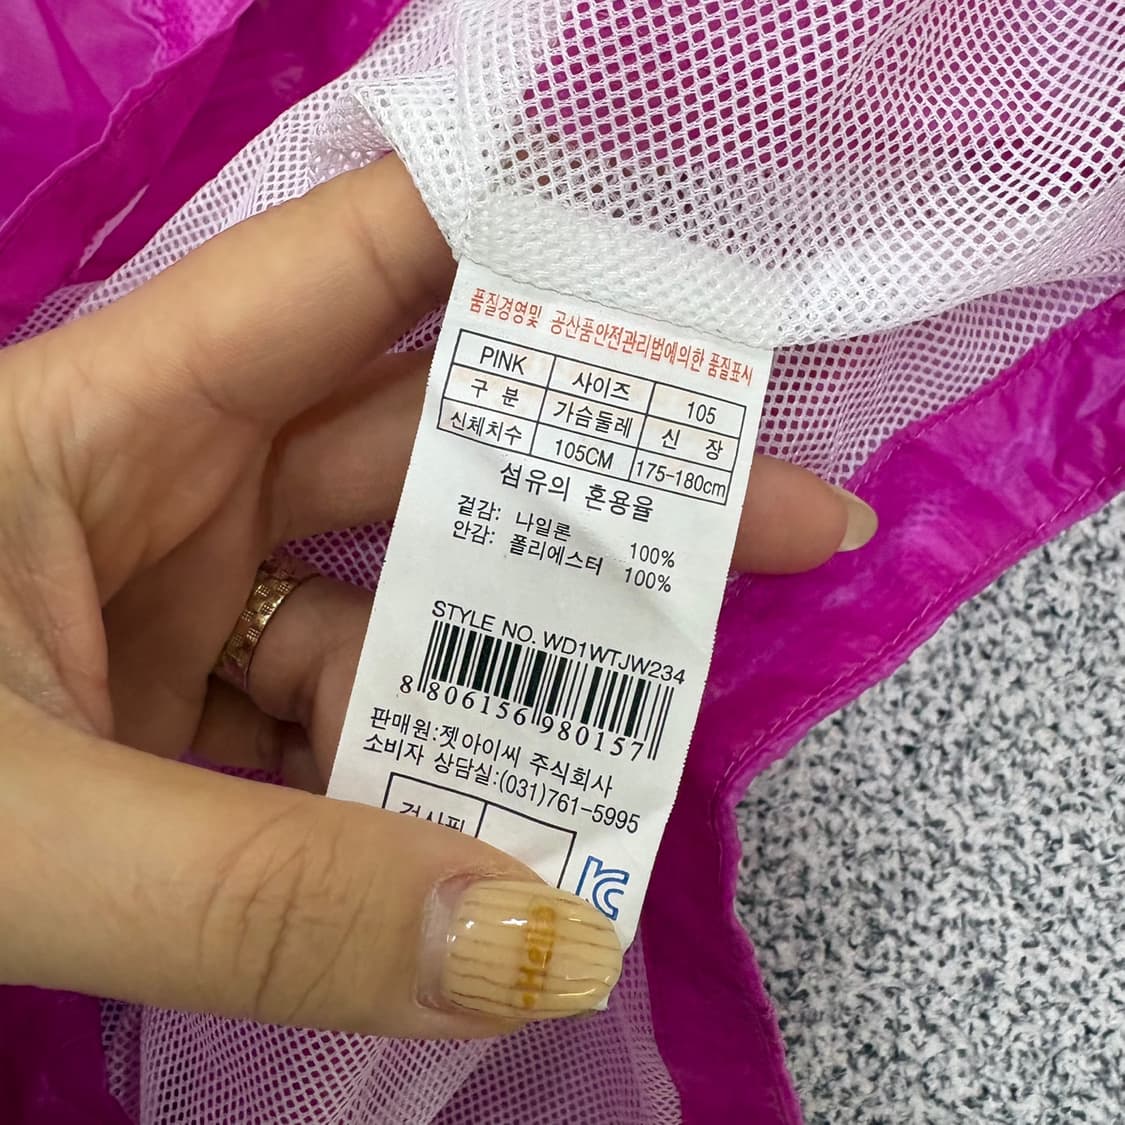 품질경영및 공산품안전관리법에의한 품질표시
PINK 사이즈 105
구 분 가슴둘레 신 장
신체치수 105CM 175-180cm
섬유의 혼용율
겉감: 나일론 100%
안감: 폴리에스터 100%
STYLE NO. WD1WTJW234
8 806156 980157
판매원:젯아이씨 주식회사
소비자 상담실:(031)761-5995
검사필